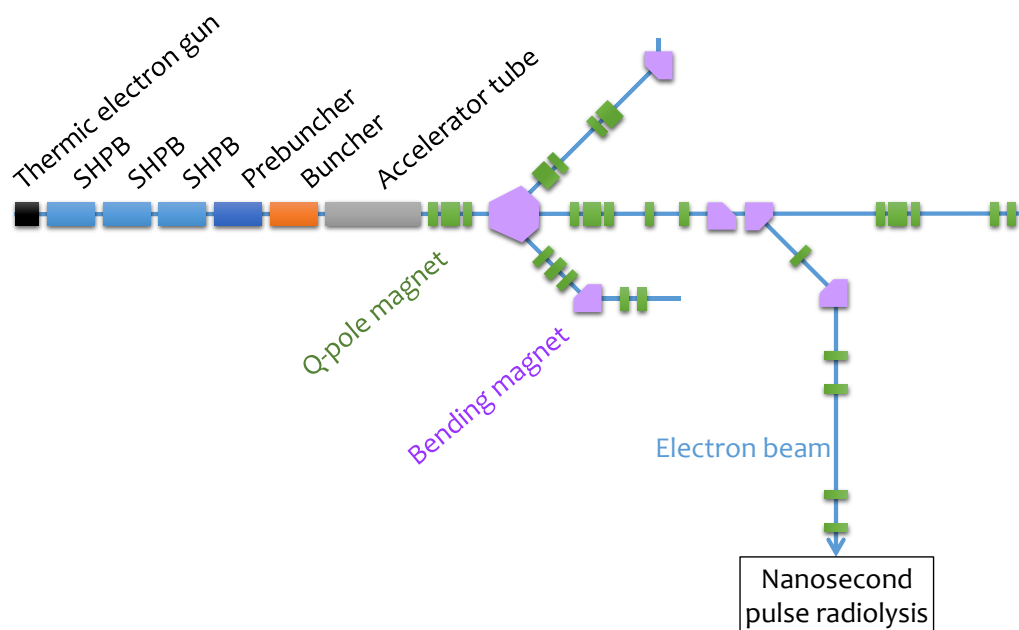 Thermic electron gun
SHPB
SHPB
SHPB
Prebuncher
Buncher
Accelerator tube
Q-pole magnet
Bending magnet
Electron beam
Nanosecond
pulse radiolysis